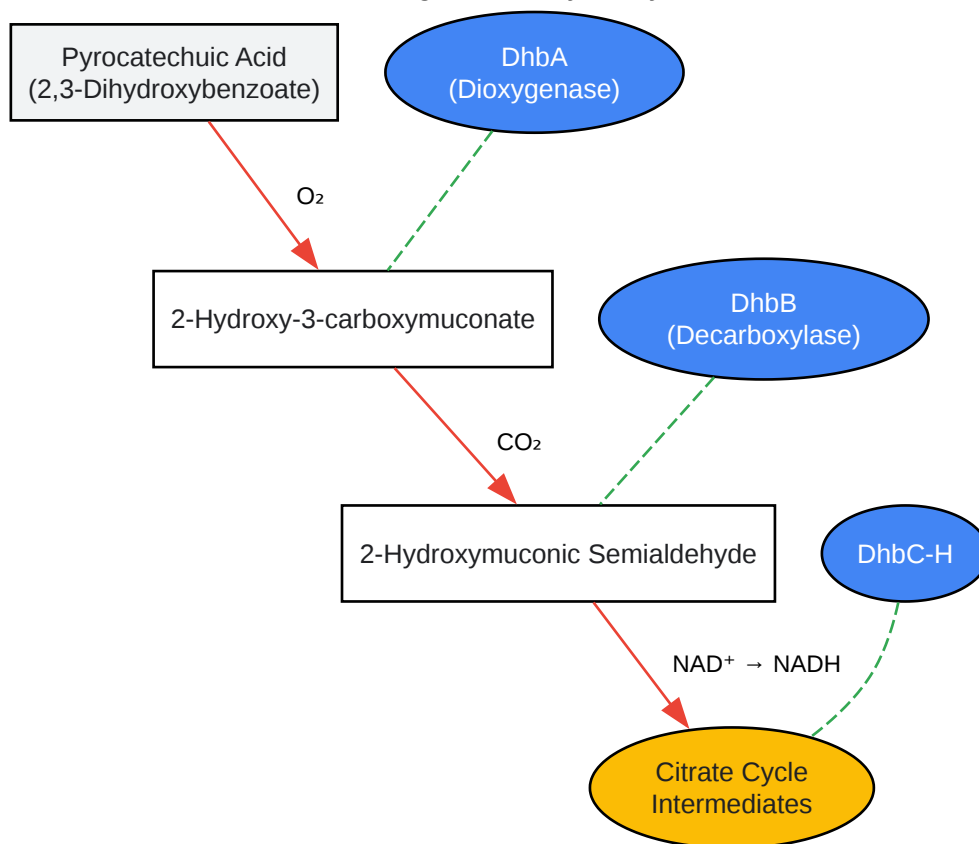 Pyrocatechuic Acid
(2,3-Dihydroxybenzoate)
DhbA
(Dioxygenase)
O₂
2-Hydroxy-3-carboxymuconate
DhbB
(Decarboxylase)
CO₂
2-Hydroxymuconic Semialdehyde
DhbC-H
NAD⁺ → NADH
Citrate Cycle
Intermediates